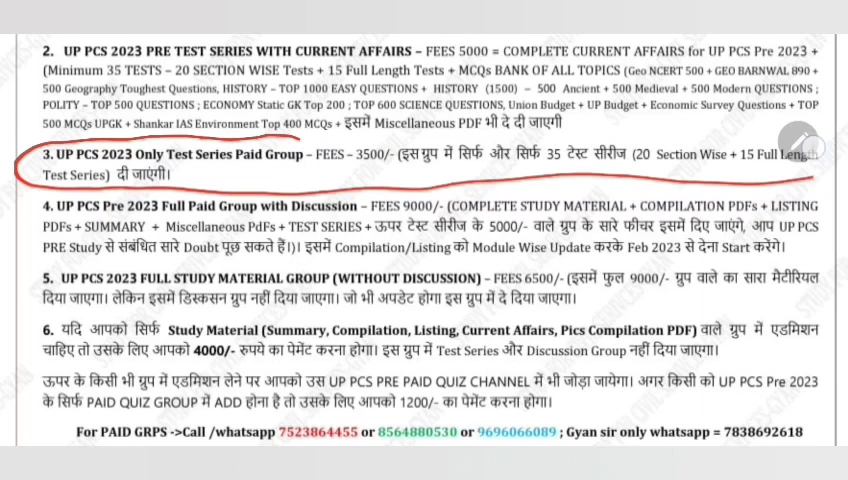 2. UP PCS 2023 PRE TEST SERIES WITH CURRENT AFFAIRS – FEES 5000 = COMPLETE CURRENT AFFAIRS for UP PCS Pre 2023 +
(Minimum 35 TESTS – 20 SECTION WISE Tests + 15 Full Length Tests + MCQs BANK OF ALL TOPICS (Geo NCERT 500 + GEO BARNWAL 890 +
500 Geography Toughest Questions, HISTORY – TOP 1000 EASY QUESTIONS + HISTORY (1500) – 500 Ancient + 500 Medieval + 500 Modern QUESTIONS ;
POLITY – TOP 500 QUESTIONS ; ECONOMY Static GK Top 200 ; TOP 600 SCIENCE QUESTIONS, Union Budget + UP Budget + Economic Survey Questions + TOP
500 MCQs UPGK + Shankar IAS Environment Top 400 MCQs + इसमें Miscellaneous PDF भी दे दी जाएगी
3. UP PCS 2023 Only Test Series Paid Group – FEES – 3500/- (इस ग्रुप में सिर्फ और सिर्फ 35 टेस्ट सीरीज (20 Section Wise + 15 Full Length
Test Series) दी जाएंगी।
4. UP PCS Pre 2023 Full Paid Group with Discussion – FEES 9000/- (COMPLETE STUDY MATERIAL + COMPILATION PDFs + LISTING
PDFs + SUMMARY + Miscellaneous PdFs + TEST SERIES + ऊपर टेस्ट सीरीज के 5000/- वाले ग्रुप के सारे फीचर इसमें दिए जाएंगे, आप UP PCS
PRE Study से संबंधित सारे Doubt पूछ सकते हैं।)। इसमें Compilation/Listing को Module Wise Update करके Feb 2023 से देना Start करेंगे।
5. UP PCS 2023 FULL STUDY MATERIAL GROUP (WITHOUT DISCUSSION) – FEES 6500/- (इसमें फुल 9000/- ग्रुप वाले का सारा मैटीरियल
दिया जाएगा। लेकिन इसमें डिस्कसन ग्रुप नहीं दिया जाएगा। जो भी अपडेट होगा इस ग्रुप में दे दिया जाएगा।
6. यदि आपको सिर्फ Study Material (Summary, Compilation, Listing, Current Affairs, Pics Compilation PDF) वाले ग्रुप में एडमिशन
चाहिए तो उसके लिए आपको 4000/- रुपये का पेमेंट करना होगा। इस ग्रुप में Test Series और Discussion Group नहीं दिया जाएगा।
ऊपर के किसी भी ग्रुप में एडमिशन लेने पर आपको उस UP PCS PRE PAID QUIZ CHANNEL में भी जोड़ा जायेगा। अगर किसी को UP PCS Pre 2023
के सिर्फ PAID QUIZ GROUP में ADD होना है तो उसके लिए आपको 1200/- का पेमेंट करना होगा।
For PAID GRPS ->Call /whatsapp 7523864455 or 8564880530 or 9696066089 ; Gyan sir only whatsapp = 7838692618